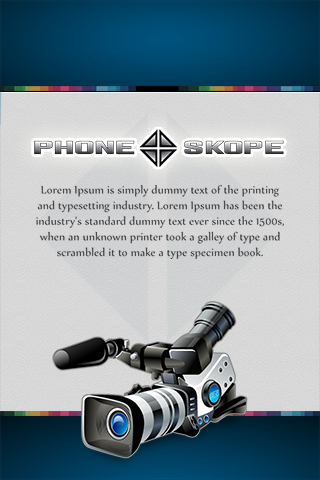 PHONE SKOPE
Lorem Ipsum is simply dummy text of the printing
and typesetting industry. Lorem Ipsum has been the
industry's standard dummy text ever since the 1500s,
when an unknown printer took a galley of type and
scrambled it to make a type specimen book.